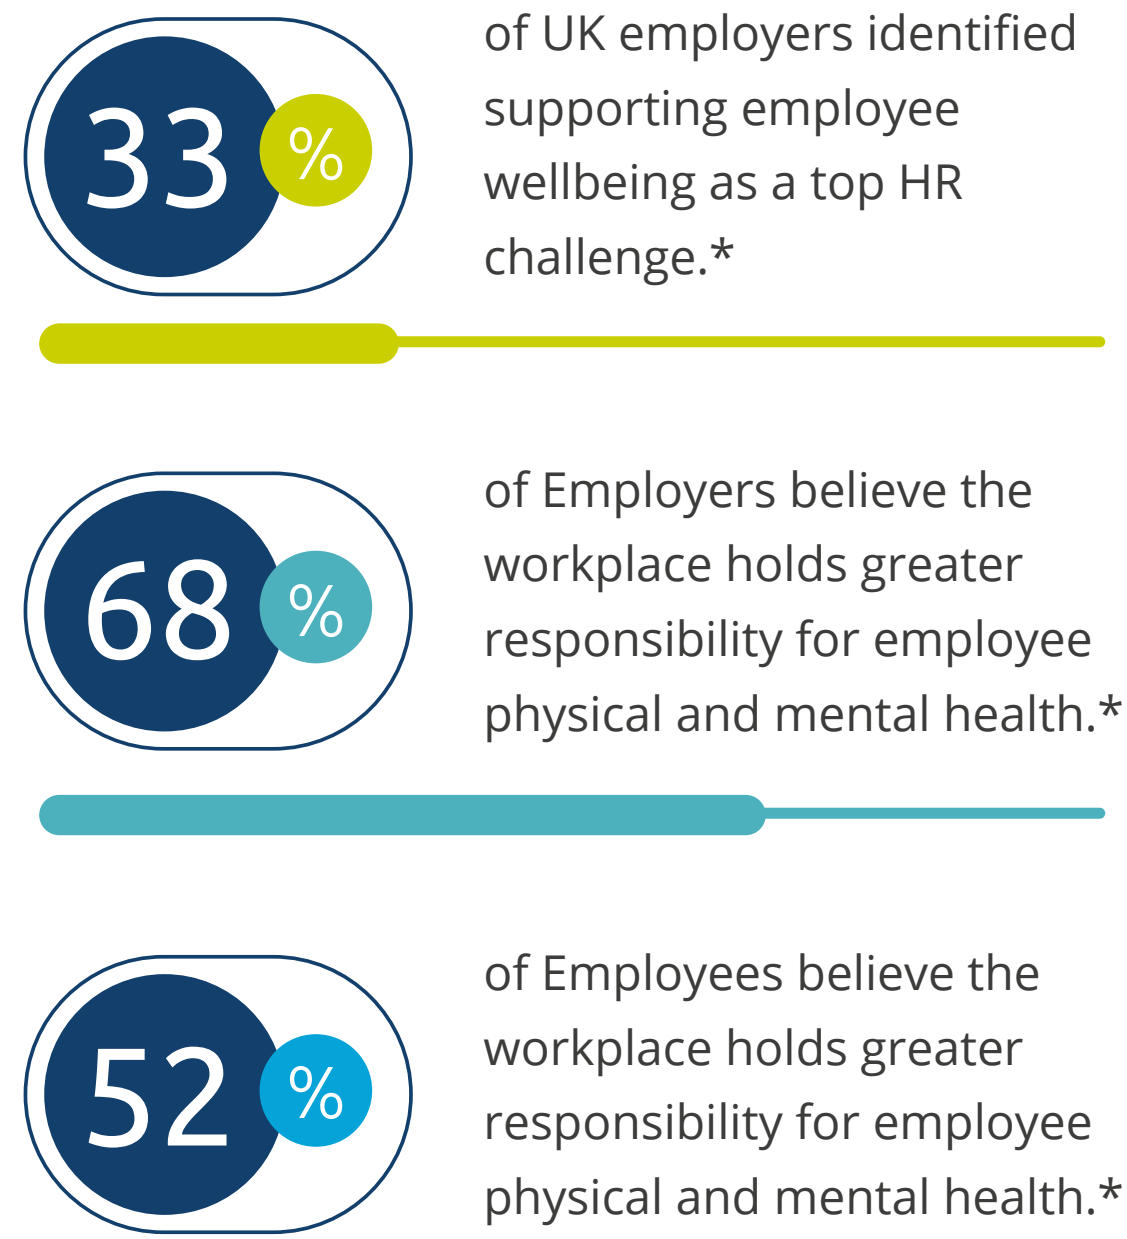 33 %
of UK employers identified
supporting employee
wellbeing as a top HR
challenge.*
68 %
of Employers believe the
workplace holds greater
responsibility for employee
physical and mental health.*
52 %
of Employees believe the
workplace holds greater
responsibility for employee
physical and mental health.*